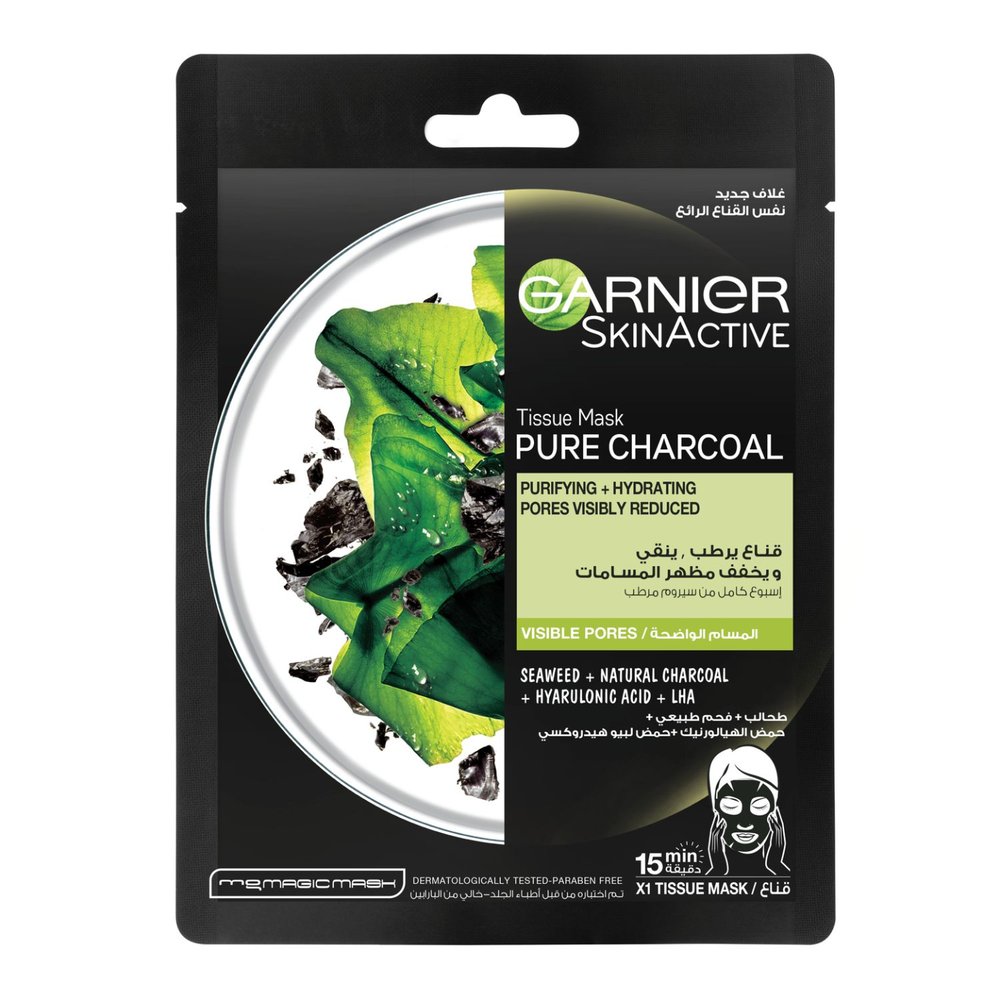 غلاف جديد
نفس القناع الرائع
GARNIER
SKINACTIVE
Tissue Mask
PURE CHARCOAL
PURIFYING + HYDRATING
PORES VISIBLY REDUCED
قناع يرطب , ينقي
و يخفف مظهر المسامات
إسبوع كامل من سيروم مرطب
VISIBLE PORES / المسام الواضحة
SEAWEED + NATURAL CHARCOAL
+ HYARULONIC ACID + LHA
طحالب + فحم طبيعي +
حمض الهيالورنيك +حمض لبيو هيدروكسي
15 min
دقيقة
X1 TISSUE MASK / قناع
MAGIC MASK
DERMATOLOGICALLY TESTED-PARABEN FREE
تم اختباره من قبل أطباء الجلد-خالي من البارابين